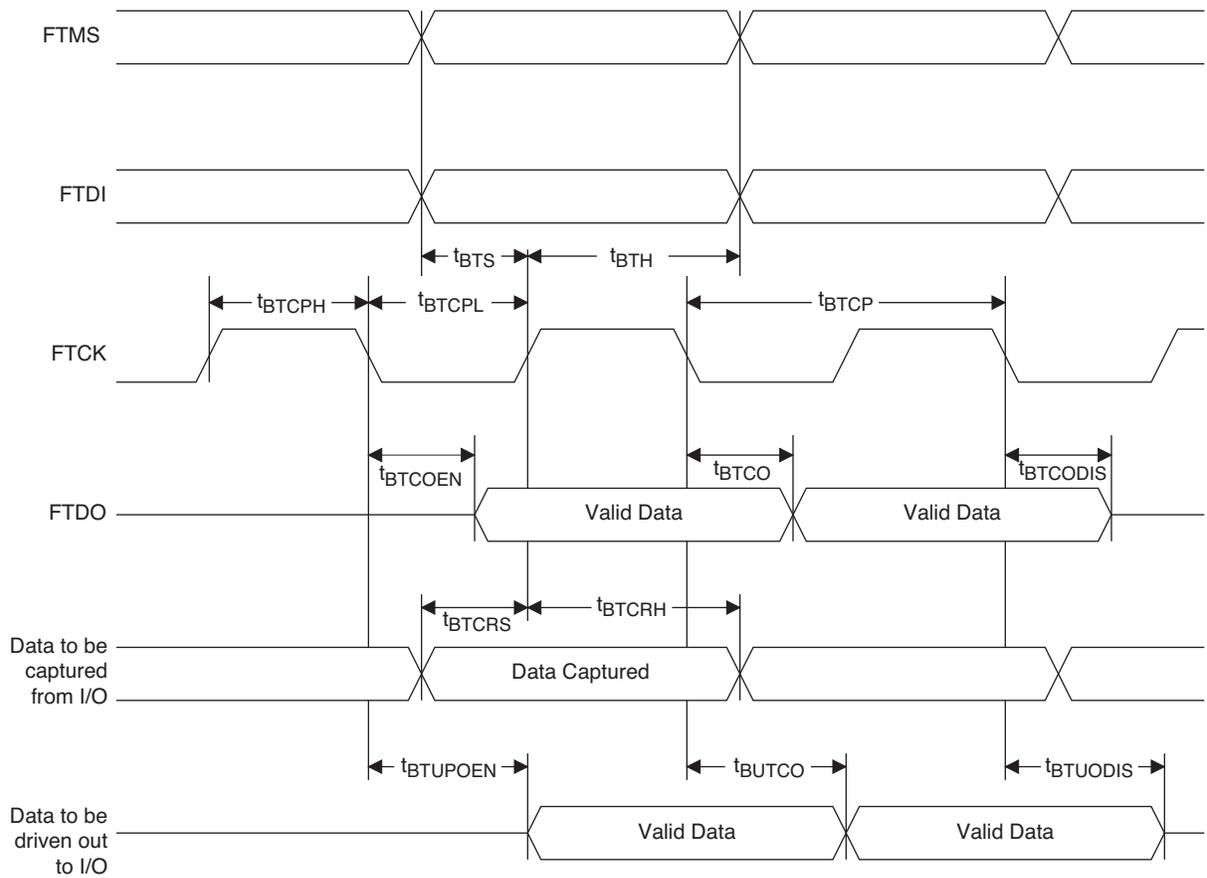 FTMS
FTDI
tBTS
tBTH
tBTCPH
tBTCPL
tBTCP
FTCK
tBTCOEN
tBTCO
tBTCODIS
FTDO
Valid Data
Valid Data
tBTCRS
tBTCRH
Data to be
captured
from I/O
Data Captured
tBTUPOEN
tBUTCO
tBTUODIS
Data to be
driven out
to I/O
Valid Data
Valid Data